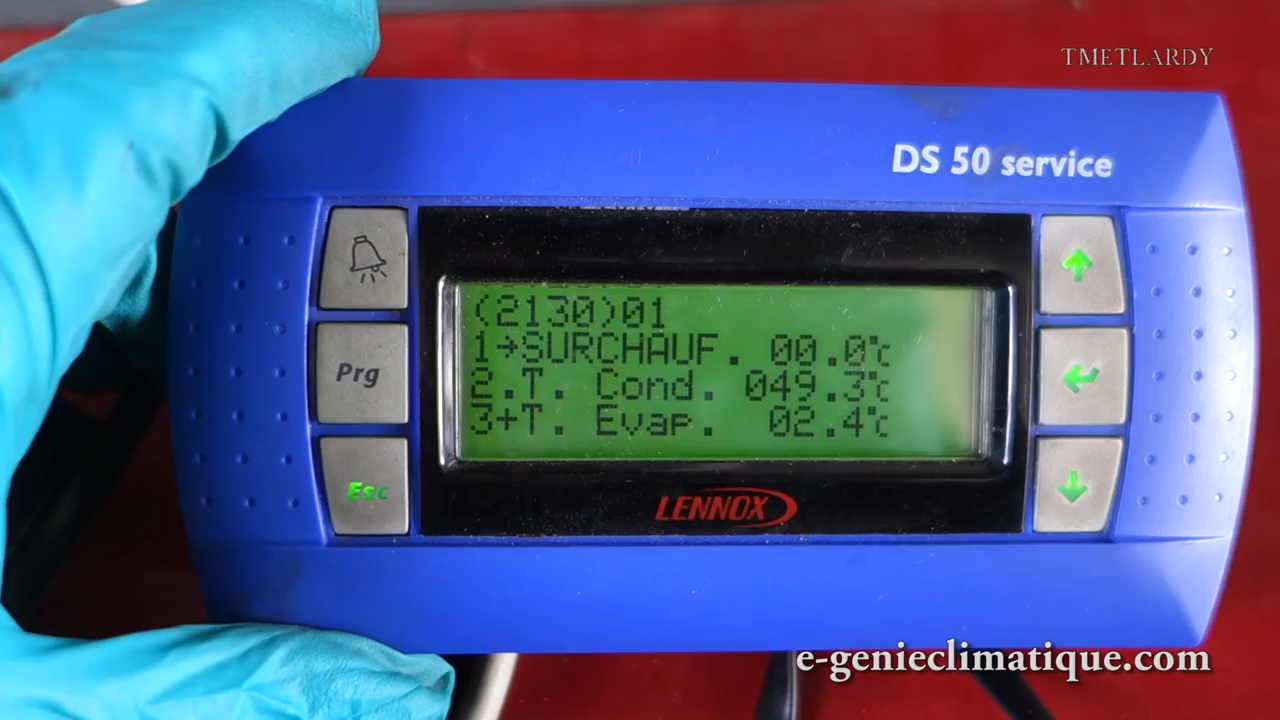 TMETLARDY
DS 50 service
(2130)01
1→SURCHAUF. 00.0°c
2.T. Cond. 049.3°c
3+T. Evap. 02.4°c
Prg
Esc
LENNOX
e-genieclimatique.com